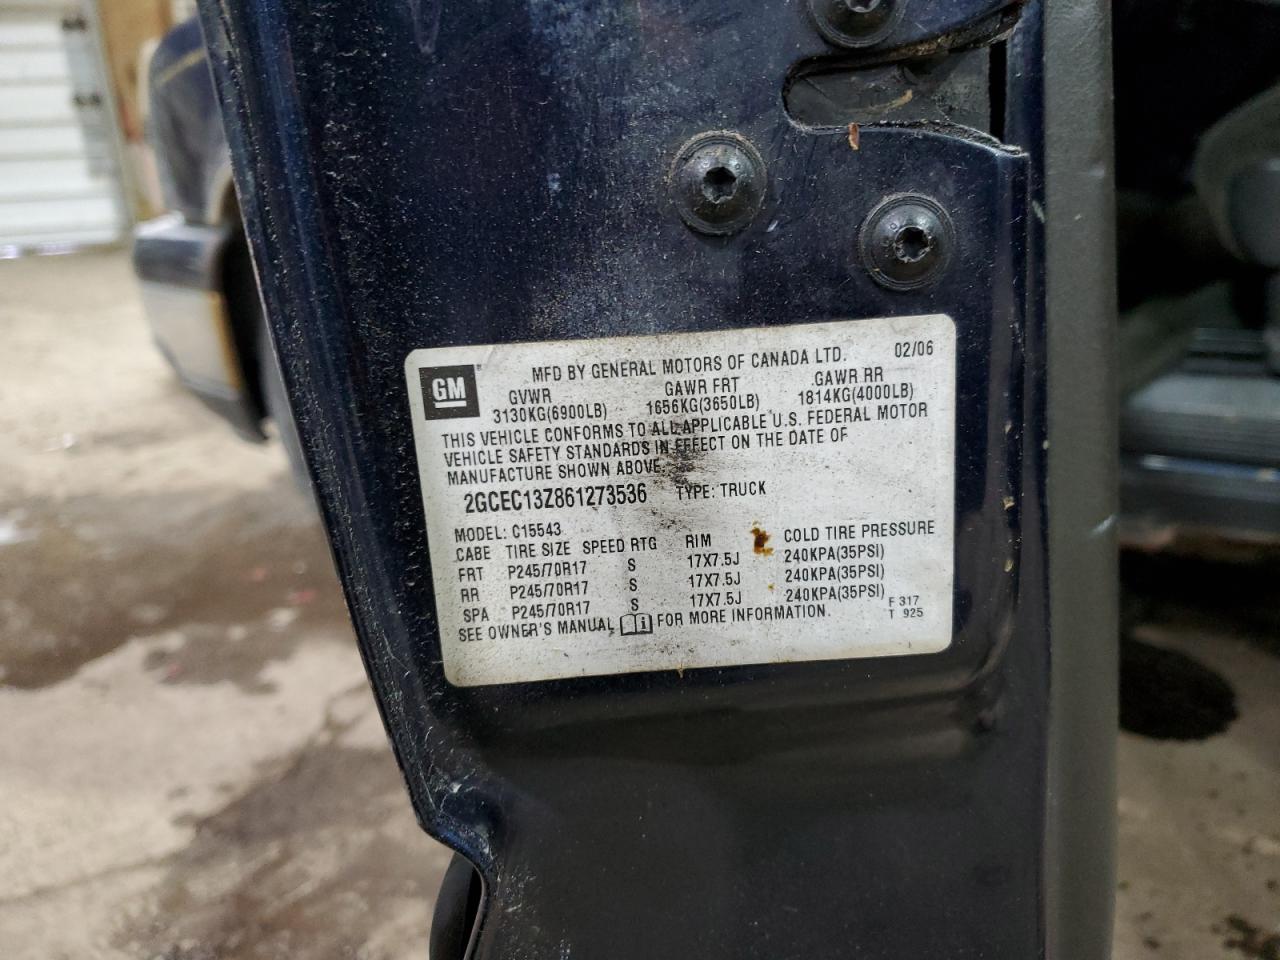 GM ®
MFD BY GENERAL MOTORS OF CANADA LTD. 02/06
GVWR GAWR FRT GAWR RR
3130KG(6900LB) 1656KG(3650LB) 1814KG(4000LB)
THIS VEHICLE CONFORMS TO ALL APPLICABLE U.S. FEDERAL MOTOR
VEHICLE SAFETY STANDARDS IN EFFECT ON THE DATE OF
MANUFACTURE SHOWN ABOVE.
2GCEC13Z861273536 TYPE: TRUCK
MODEL: C15543
CABE TIRE SIZE SPEED RTG RIM COLD TIRE PRESSURE
FRT P245/70R17 S 17X7.5J 240KPA(35PSI)
RR P245/70R17 S 17X7.5J 240KPA(35PSI)
SPA P245/70R17 S 17X7.5J 240KPA(35PSI)
SEE OWNER'S MANUAL i FOR MORE INFORMATION.
F 317
T 925